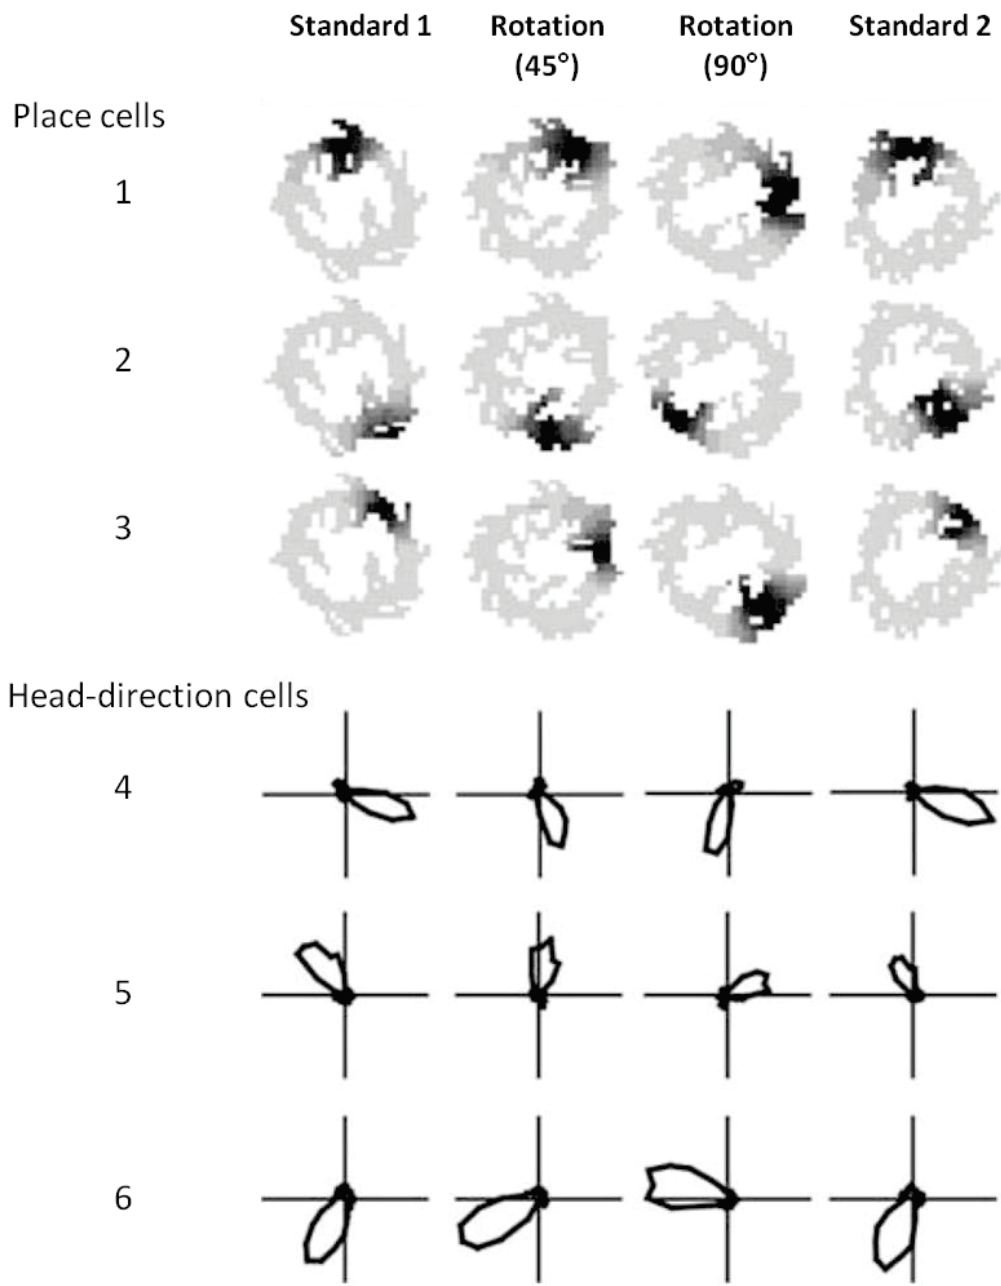 Standard 1 Rotation Rotation Standard 2
(45°) (90°)
Place cells
1
2
3
Head-direction cells
4
5
6